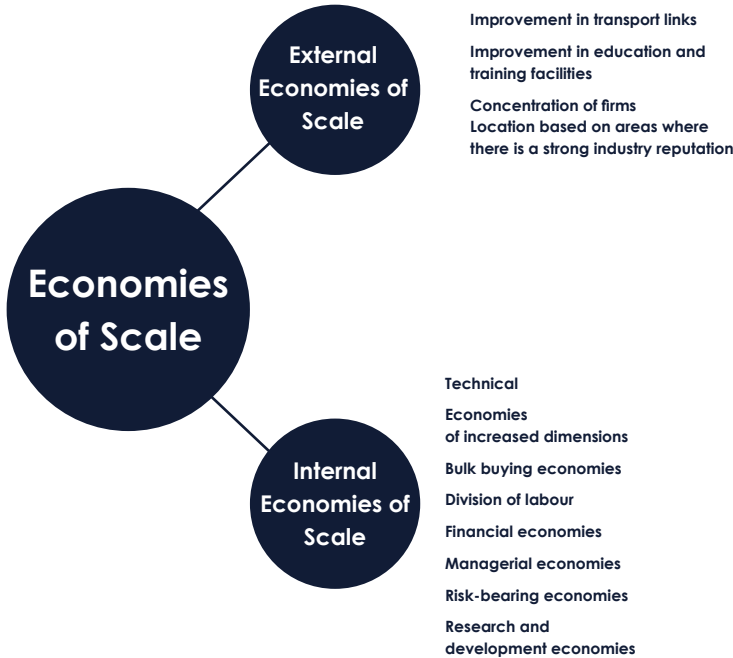 External
Economies of
Scale
Improvement in transport links
Improvement in education and
training facilities
Concentration of firms
Location based on areas where
there is a strong industry reputation
Economies
of Scale
Internal
Economies of
Scale
Technical
Economies
of increased dimensions
Bulk buying economies
Division of labour
Financial economies
Managerial economies
Risk-bearing economies
Research and
development economies